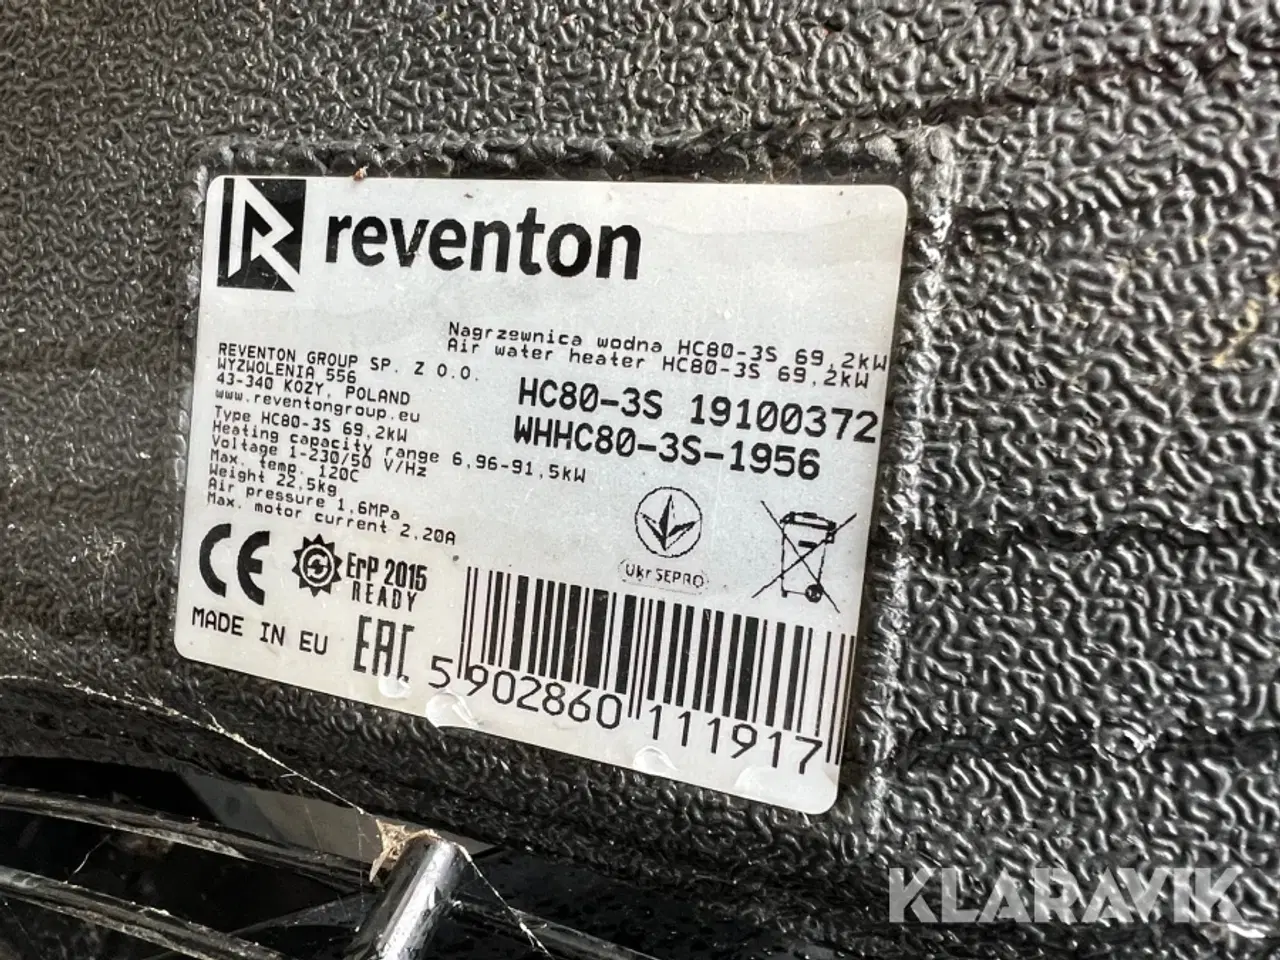 reventon
Nagrzewnica wodna HC80-3S 69,2kW
Air water heater HC80-3S 69,2kW
HC80-3S 19100372
WHHC80-3S-1956
REVENTON GROUP SP. Z O.O.
WYZWOLENIA 556
43-340 KOZY, POLAND
www.reventongroup.eu
Type HC80-3S 69,2kW
Heating capacity range 6,96-91,5kW
Voltage 1-230/50 V/Hz
Max. temp. 120C
Weight 22,5kg
Air pressure 1,6MPa
Max. motor current 2.20A
CE
ErP 2015
READY
UkrSEPRO
MADE IN EU
EAC
5 902860 111917
KLARAVIK